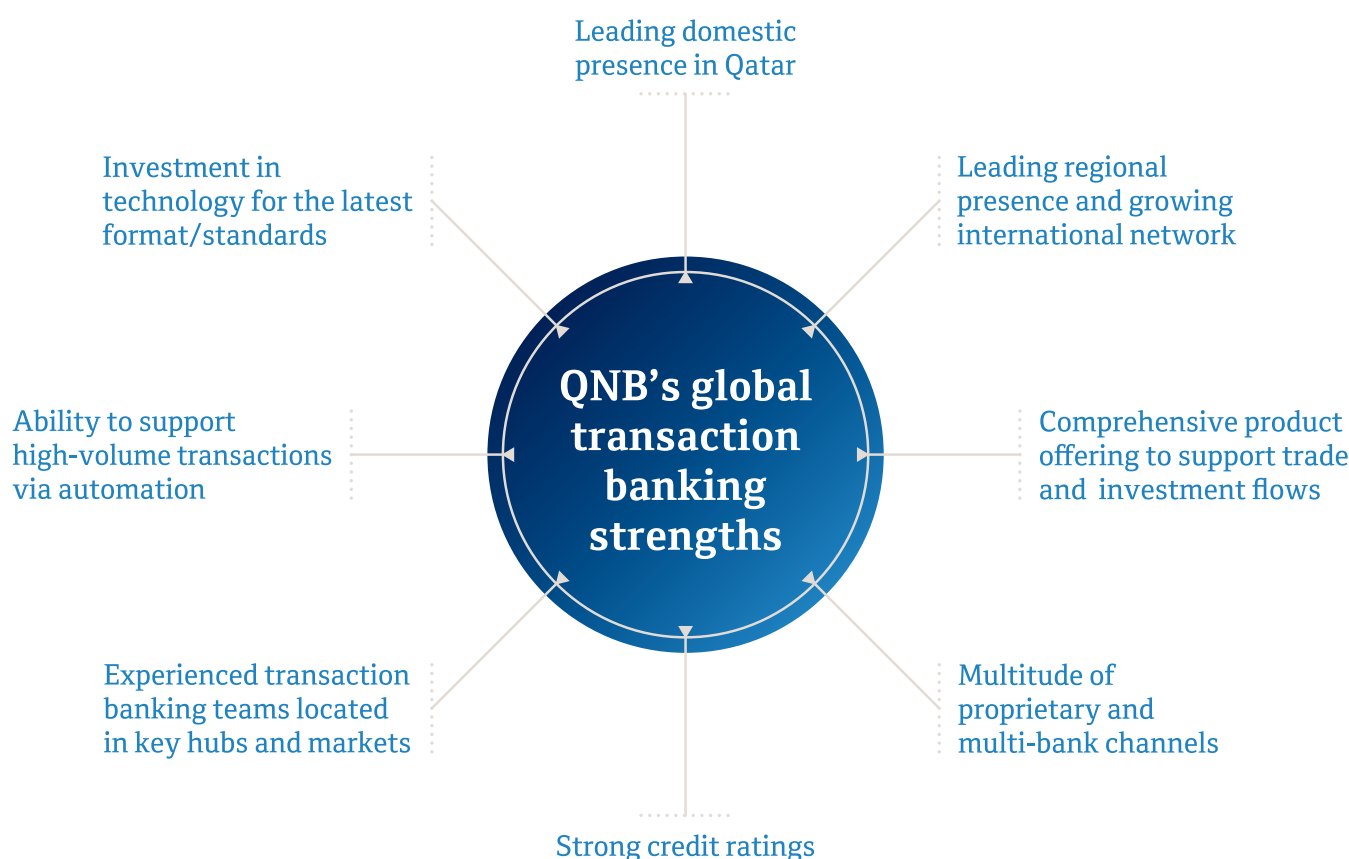 Leading domestic
presence in Qatar
Investment in
technology for the latest
format/standards
Leading regional
presence and growing
international network
QNB’s global
transaction
banking
strengths
Ability to support
high-volume transactions
via automation
Comprehensive product
offering to support trade
and investment flows
Experienced transaction
banking teams located
in key hubs and markets
Multitude of
proprietary and
multi-bank channels
Strong credit ratings